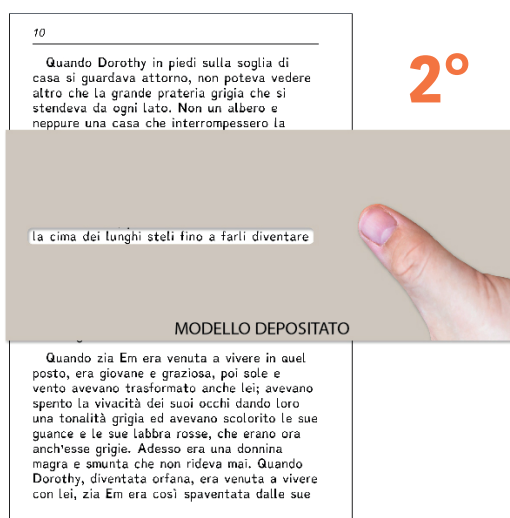 10
2°
Quando Dorothy in piedi sulla soglia di
casa si guardava attorno, non poteva vedere
altro che la grande prateria grigia che si
stendeva da ogni lato. Non un albero e
neppure una casa che interrompessero la
la cima dei lunghi steli fino a farli diventare
MODELLO DEPOSITATO
Quando zia Em era venuta a vivere in quel
posto, era giovane e graziosa, poi sole e
vento avevano trasformato anche lei; avevano
spento la vivacità dei suoi occhi dando loro
una tonalità grigia ed avevano scolorito le sue
guance e le sue labbra rosse, che erano ora
anch'esse grigie. Adesso era una donnina
magra e smunta che non rideva mai. Quando
Dorothy, diventata orfana, era venuta a vivere
con lei, zia Em era così spaventata dalle sue